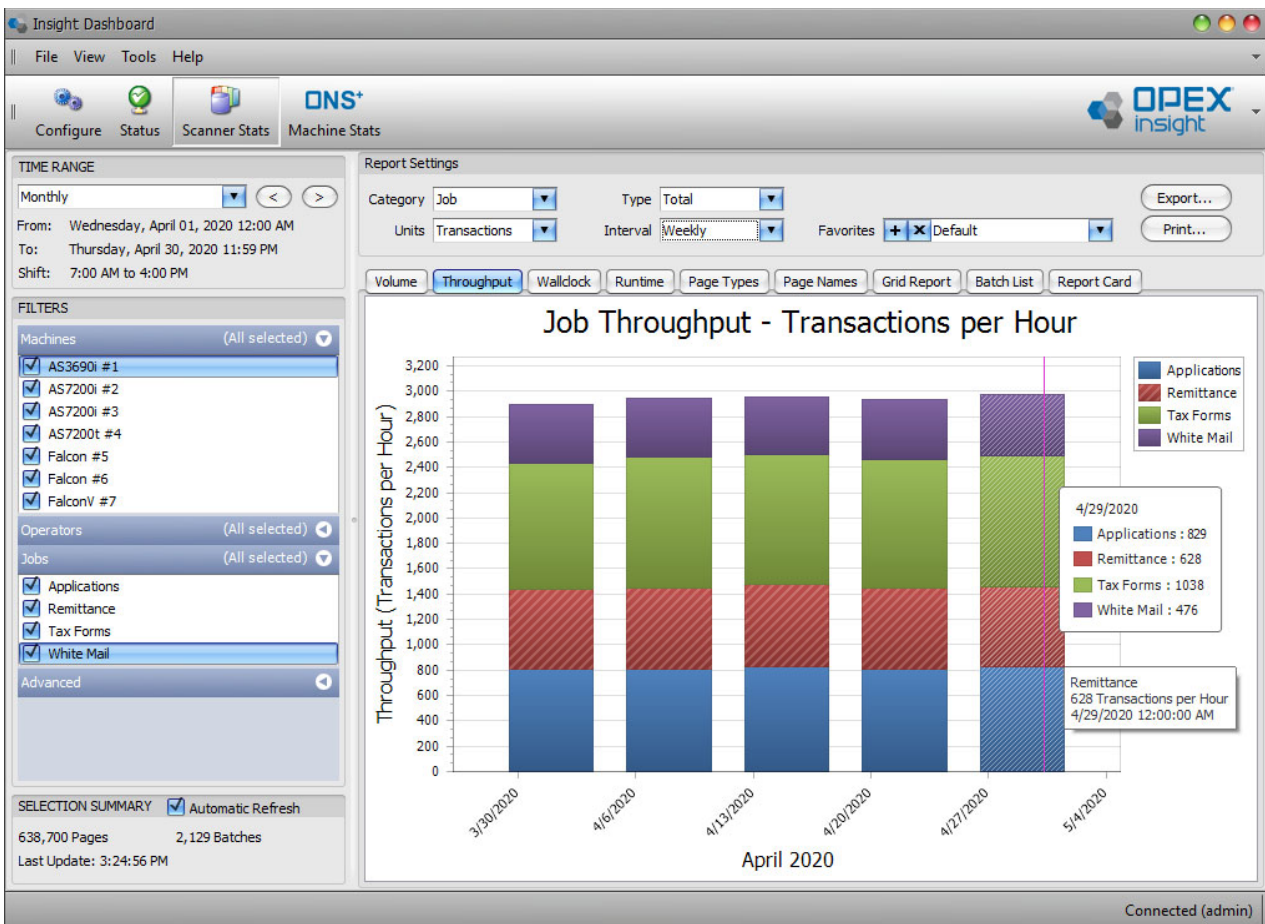 Insight Dashboard
File View Tools Help
Configure Status Scanner Stats ONS+ Machine Stats
OPEX insight
TIME RANGE
Monthly < >
From: Wednesday, April 01, 2020 12:00 AM
To: Thursday, April 30, 2020 11:59 PM
Shift: 7:00 AM to 4:00 PM
FILTERS
Machines (All selected)
AS3690i #1
AS7200i #2
AS7200i #3
AS7200t #4
Falcon #5
Falcon #6
FalconV #7
Operators (All selected)
Jobs (All selected)
Applications
Remittance
Tax Forms
White Mail
Advanced
SELECTION SUMMARY Automatic Refresh
638,700 Pages 2,129 Batches
Last Update: 3:24:56 PM
Report Settings
Category Job Type Total Export...
Units Transactions Interval Weekly Favorites + x Default Print...
Volume Throughput Wallclock Runtime Page Types Page Names Grid Report Batch List Report Card
Job Throughput - Transactions per Hour
Throughput (Transactions per Hour)
3,200
3,000
2,800
2,600
2,400
2,200
2,000
1,800
1,600
1,400
1,200
1,000
800
600
400
200
0
3/30/2020 4/6/2020 4/13/2020 4/20/2020 4/27/2020 5/4/2020
April 2020
Applications
Remittance
Tax Forms
White Mail
4/29/2020
Applications : 829
Remittance : 628
Tax Forms : 1038
White Mail : 476
Remittance
628 Transactions per Hour
4/29/2020 12:00:00 AM
Connected (admin)